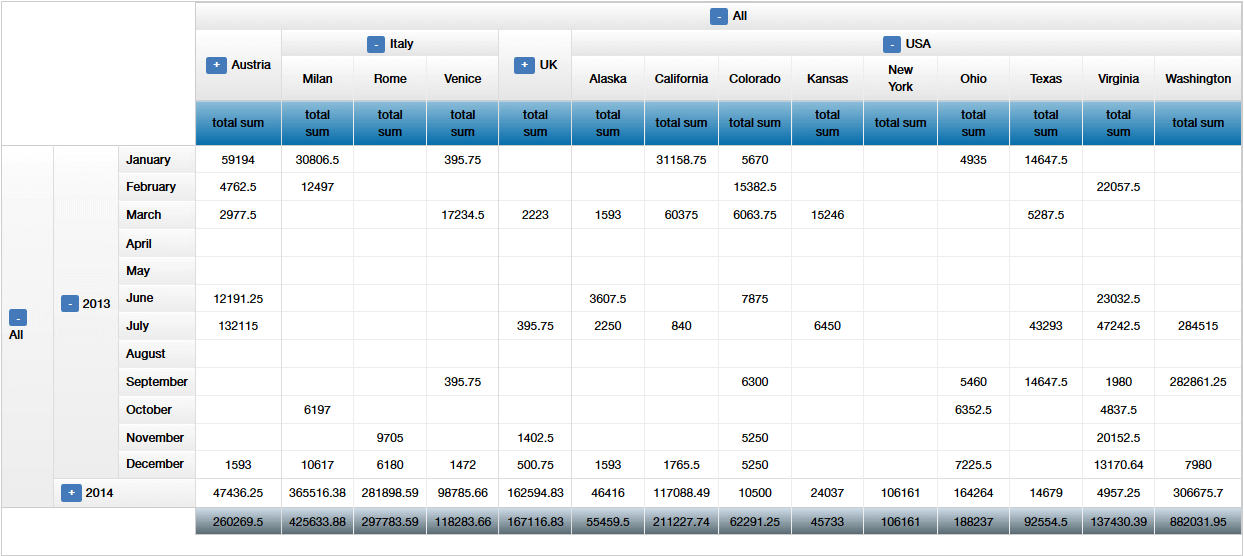 - All
+ Austria - Italy + UK - USA
Milan Rome Venice Alaska California Colorado Kansas New York Ohio Texas Virginia Washington
total sum total sum total sum total sum total sum total sum total sum total sum total sum total sum total sum total sum total sum total sum
- All
- 2013
January 59194 30806.5 395.75 31158.75 5670 4935 14647.5
February 4762.5 12497 15382.5 22057.5
March 2977.5 17234.5 2223 1593 60375 6063.75 15246 5287.5
April
May
June 12191.25 3607.5 7875 23032.5
July 132115 395.75 2250 840 6450 43293 47242.5 284515
August
September 395.75 6300 5460 14647.5 1980 282861.25
October 6197 6352.5 4837.5
November 9705 1402.5 5250 20152.5
December 1593 10617 6180 1472 500.75 1593 1765.5 5250 7225.5 13170.64 7980
+ 2014 47436.25 365516.38 281898.59 98785.66 162594.83 46416 117088.49 10500 24037 106161 164264 14679 4957.25 306675.7
260269.5 425633.88 297783.59 118283.66 167116.83 55459.5 211227.74 62291.25 45733 106161 188237 92554.5 137430.39 882031.95